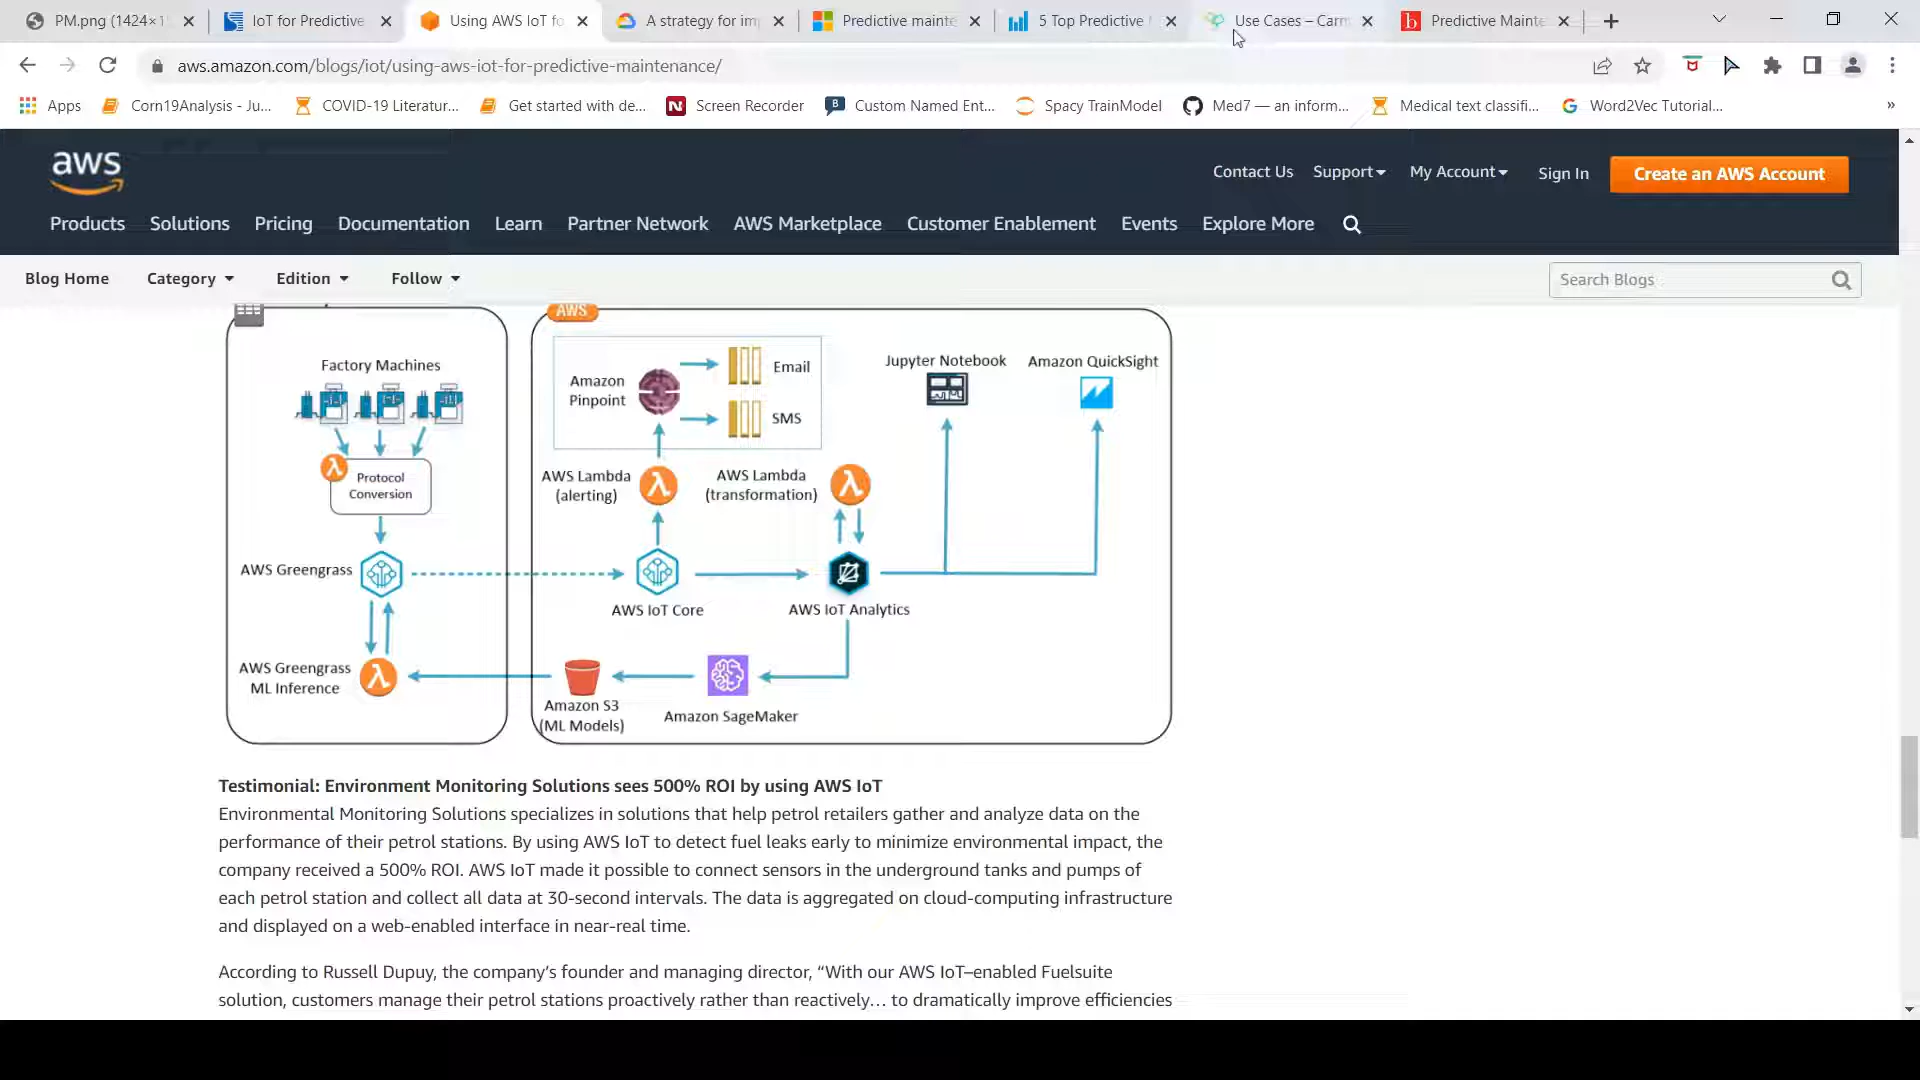 PM.png (1424×1
IoT for Predictive
Using AWS IoT fo
A strategy for im
Predictive mainte
5 Top Predictive
Use Cases – Carm
Predictive Mainte
aws.amazon.com/blogs/iot/using-aws-iot-for-predictive-maintenance/
Apps
Corn19Analysis - Ju...
COVID-19 Literatur...
Get started with de...
Screen Recorder
Custom Named Ent...
Spacy TrainModel
Med7 — an inform...
Medical text classifi...
Word2Vec Tutorial...
»
aws
Contact Us
Support
My Account
Sign In
Create an AWS Account
Products
Solutions
Pricing
Documentation
Learn
Partner Network
AWS Marketplace
Customer Enablement
Events
Explore More
Blog Home
Category
Edition
Follow
Search Blogs
AWS
Factory Machines
Protocol
Conversion
AWS Greengrass
AWS Greengrass
ML Inference
Amazon
Pinpoint
Email
SMS
Jupyter Notebook
Amazon QuickSight
AWS Lambda
(alerting)
AWS Lambda
(transformation)
AWS IoT Core
AWS IoT Analytics
Amazon S3
(ML Models)
Amazon SageMaker
Testimonial: Environment Monitoring Solutions sees 500% ROI by using AWS IoT
Environmental Monitoring Solutions specializes in solutions that help petrol retailers gather and analyze data on the
performance of their petrol stations. By using AWS IoT to detect fuel leaks early to minimize environmental impact, the
company received a 500% ROI. AWS IoT made it possible to connect sensors in the underground tanks and pumps of
each petrol station and collect all data at 30-second intervals. The data is aggregated on cloud-computing infrastructure
and displayed on a web-enabled interface in near-real time.
According to Russell Dupuy, the company's founder and managing director, “With our AWS IoT–enabled Fuelsuite
solution, customers manage their petrol stations proactively rather than reactively… to dramatically improve efficiencies